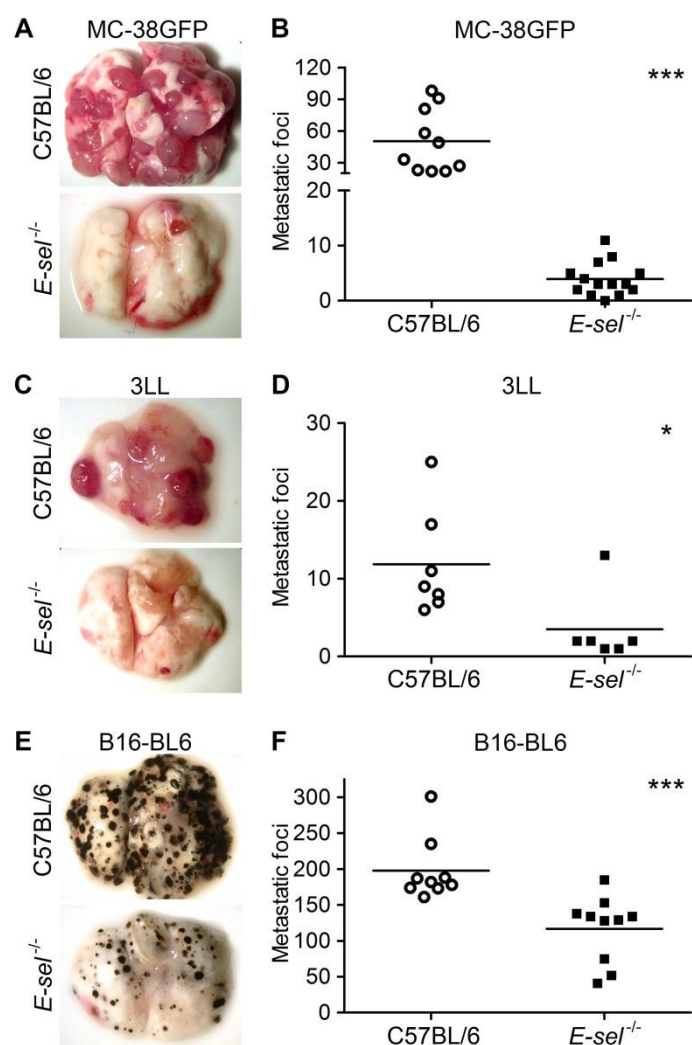 A MC-38GFP
C57BL/6
E-sel-/-
B MC-38GFP
***
Metastatic foci
120
90
60
30
20
10
0
C57BL/6 E-sel-/-
C 3LL
C57BL/6
E-sel-/-
D 3LL
*
Metastatic foci
30
20
10
0
C57BL/6 E-sel-/-
E B16-BL6
C57BL/6
E-sel-/-
F B16-BL6
***
Metastatic foci
300
250
200
150
100
50
0
C57BL/6 E-sel-/-